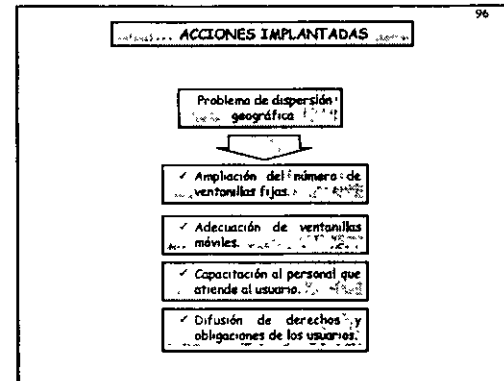 96
ACCIONES IMPLANTADAS
Problema de dispersión
geográfica
✓ Ampliación del número de
ventanillas fijas.
✓ Adecuación de ventanillas
móviles.
✓ Capacitación al personal que
atiende al usuario.
✓ Difusión de derechos y
obligaciones de los usuarios.